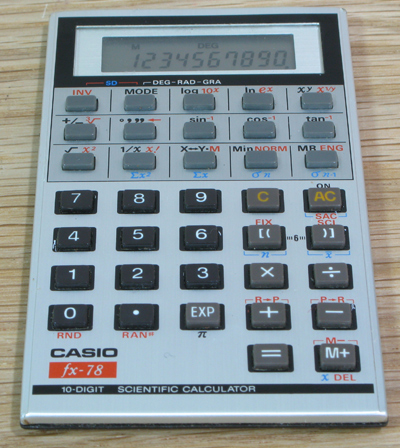 M DEG
1234567890.
SD DEG-RAD-GRA
INV MODE log 10ˣ ln eˣ xʸ x¹/ʸ
+/− ³√ ° ' " ← sin⁻¹ cos⁻¹ tan⁻¹
√ x² 1/X X! X↔Y-M Min NORM MR ENG
Σx² Σx n σn σn-1
7 8 9 C ON AC
SAC
4 5 6 FIX [( =6= SCI )]
n x̄
1 2 3 × ÷
R→P P→R
0 • EXP + −
RND RAN# π
CASIO = M− M+
fx-78 x DEL
10-DIGIT SCIENTIFIC CALCULATOR